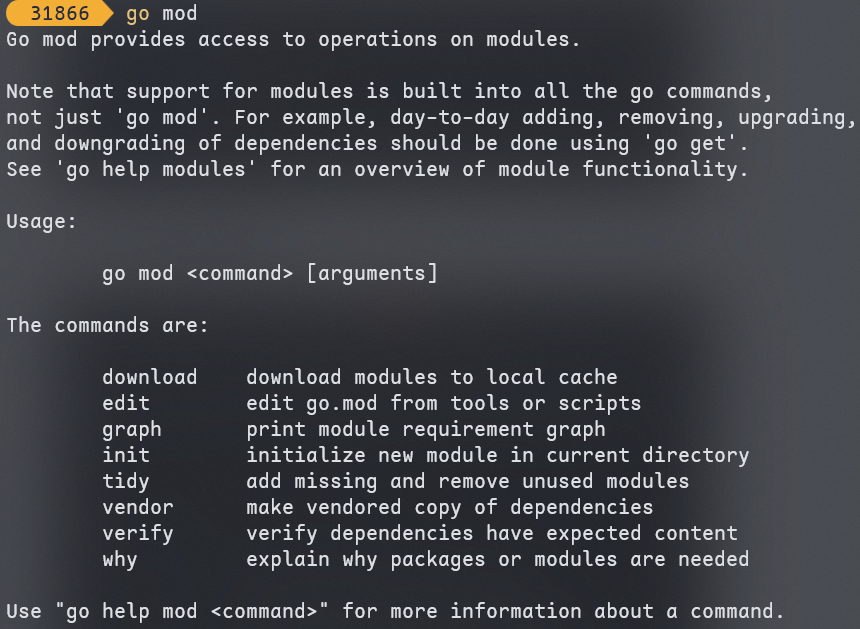 31866 go mod
Go mod provides access to operations on modules.
Note that support for modules is built into all the go commands,
not just 'go mod'. For example, day-to-day adding, removing, upgrading,
and downgrading of dependencies should be done using 'go get'.
See 'go help modules' for an overview of module functionality.
Usage:
go mod <command> [arguments]
The commands are:
download    download modules to local cache
edit        edit go.mod from tools or scripts
graph       print module requirement graph
init        initialize new module in current directory
tidy        add missing and remove unused modules
vendor      make vendored copy of dependencies
verify      verify dependencies have expected content
why         explain why packages or modules are needed
Use "go help mod <command>" for more information about a command.